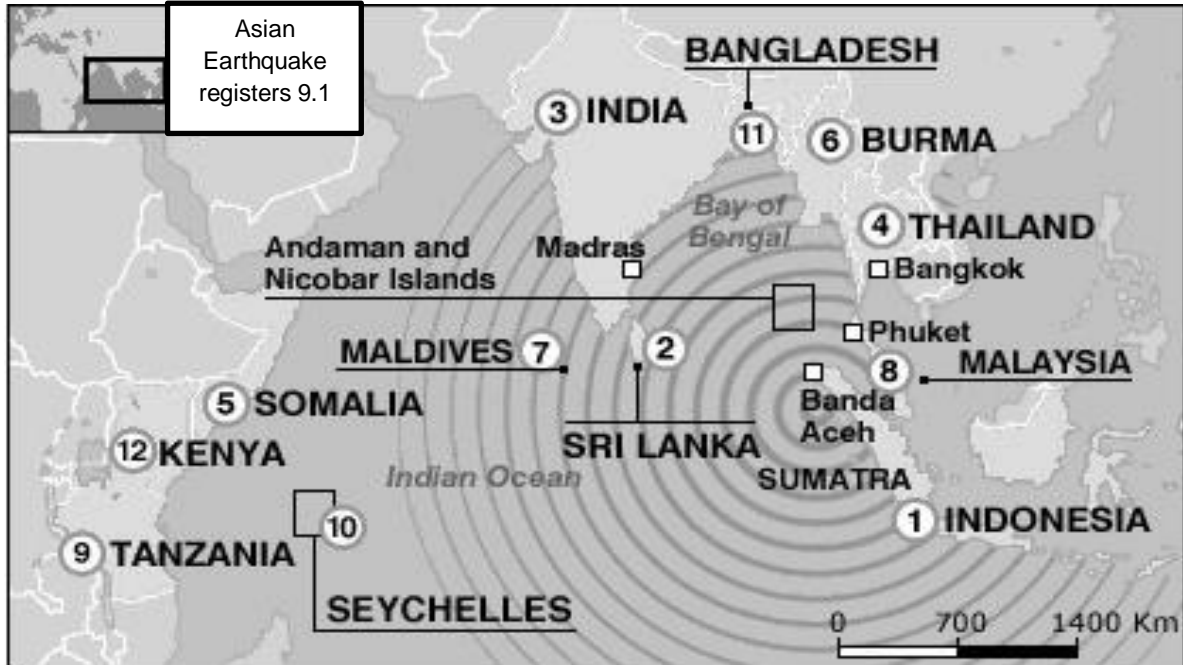 Asian
Earthquake
registers 9.1
BANGLADESH
3 INDIA
11
6 BURMA
Bay of
Bengal
4 THAILAND
Andaman and
Nicobar Islands
Madras
Bangkok
Phuket
MALDIVES 7
2
8
MALAYSIA
5 SOMALIA
Banda
Aceh
SRI LANKA
12 KENYA
Indian Ocean
SUMATRA
10
1 INDONESIA
9 TANZANIA
SEYCHELLES
0 700 1400 Km